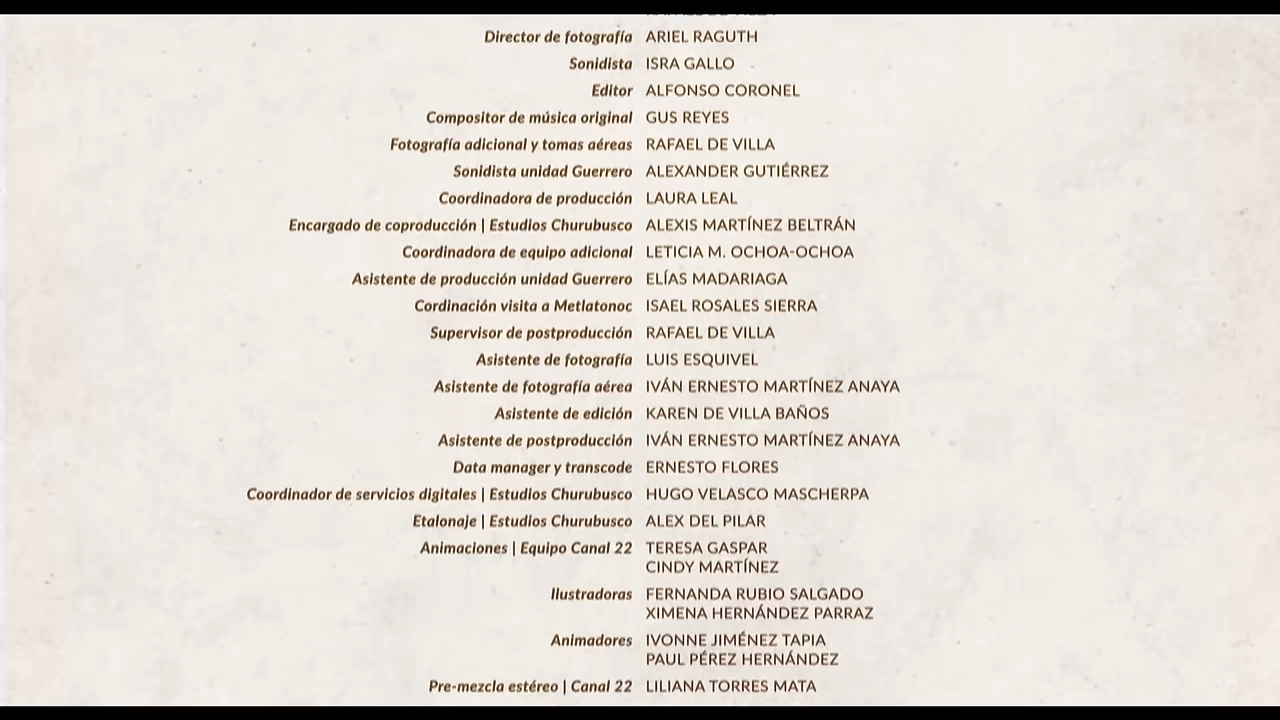 Director de fotografía ARIEL RAGUTH
Sonidista ISRA GALLO
Editor ALFONSO CORONEL
Compositor de música original GUS REYES
Fotografía adicional y tomas aéreas RAFAEL DE VILLA
Sonidista unidad Guerrero ALEXANDER GUTIÉRREZ
Coordinadora de producción LAURA LEAL
Encargado de coproducción | Estudios Churubusco ALEXIS MARTÍNEZ BELTRÁN
Coordinadora de equipo adicional LETICIA M. OCHOA-OCHOA
Asistente de producción unidad Guerrero ELÍAS MADARIAGA
Cordinación visita a Metlatonoc ISAEL ROSALES SIERRA
Supervisor de postproducción RAFAEL DE VILLA
Asistente de fotografía LUIS ESQUIVEL
Asistente de fotografía aérea IVÁN ERNESTO MARTÍNEZ ANAYA
Asistente de edición KAREN DE VILLA BAÑOS
Asistente de postproducción IVÁN ERNESTO MARTÍNEZ ANAYA
Data manager y transcode ERNESTO FLORES
Coordinador de servicios digitales | Estudios Churubusco HUGO VELASCO MASCHERPA
Etalonaje | Estudios Churubusco ALEX DEL PILAR
Animaciones | Equipo Canal 22 TERESA GASPAR
CINDY MARTÍNEZ
Ilustradoras FERNANDA RUBIO SALGADO
XIMENA HERNÁNDEZ PARRAZ
Animadores IVONNE JIMÉNEZ TAPIA
PAUL PÉREZ HERNÁNDEZ
Pre-mezcla estéreo | Canal 22 LILIANA TORRES MATA